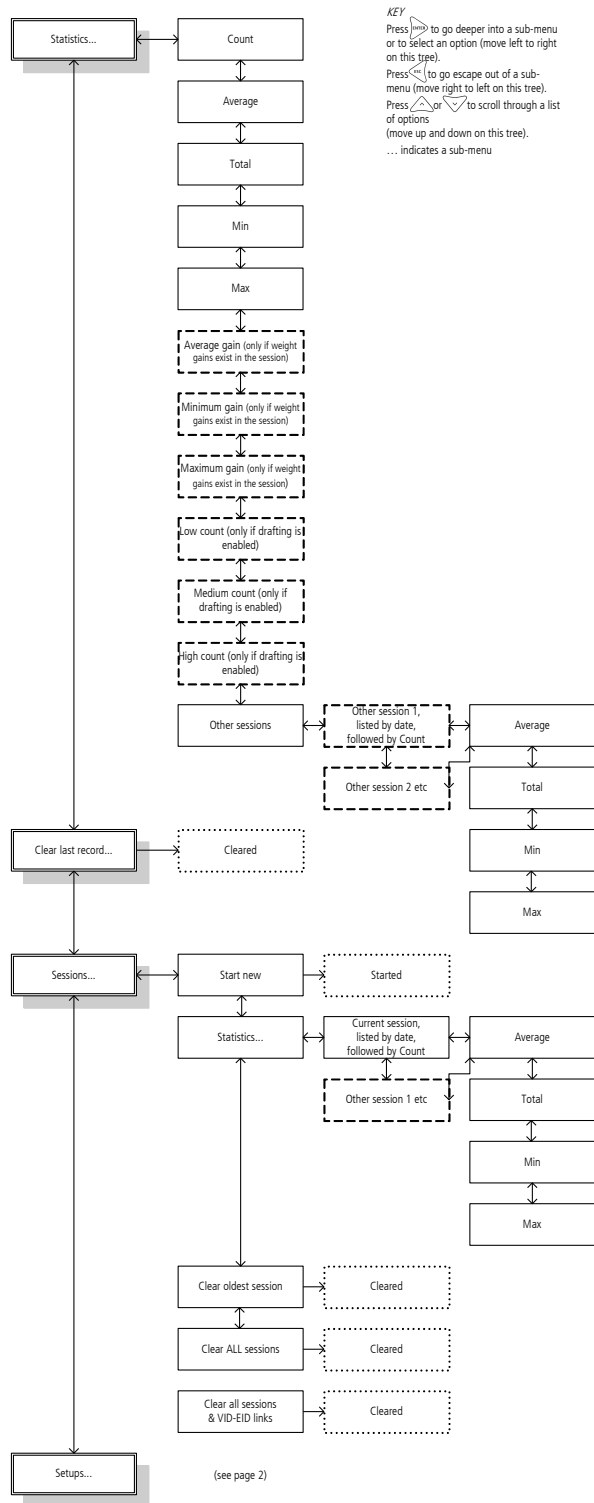 KEY
Press ENTER to go deeper into a sub-menu
or to select an option (move left to right
on this tree).
Press ESC to go escape out of a sub-
menu (move right to left on this tree).
Press or to scroll through a list
of options
(move up and down on this tree).
... indicates a sub-menu
Statistics...
Count
Average
Total
Min
Max
Average gain (only if weight
gains exist in the session)
Minimum gain (only if weight
gains exist in the session)
Maximum gain (only if weight
gains exist in the session)
Low count (only if drafting is
enabled)
Medium count (only if
drafting is enabled)
High count (only if drafting is
enabled)
Other sessions
Other session 1,
listed by date,
followed by Count
Other session 2 etc
Average
Total
Min
Max
Clear last record...
Cleared
Sessions...
Start new
Started
Statistics...
Current session,
listed by date,
followed by Count
Other session 1 etc
Average
Total
Min
Max
Clear oldest session
Cleared
Clear ALL sessions
Cleared
Clear all sessions
& VID-EID links
Cleared
Setups...
(see page 2)